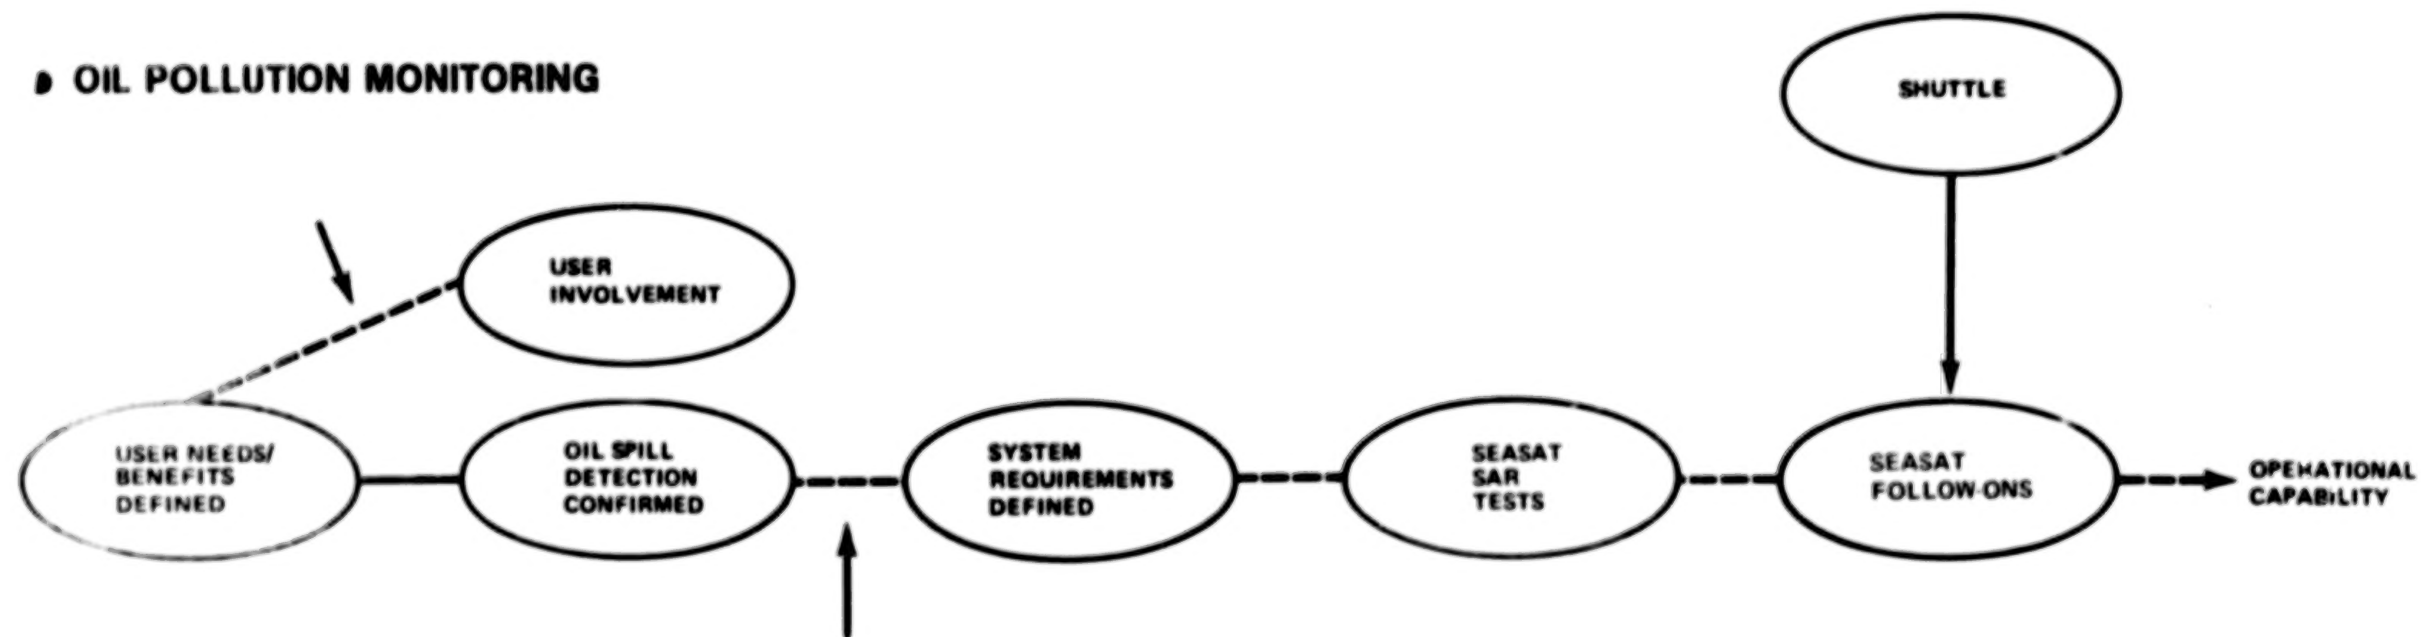 OIL POLLUTION MONITORING
SHUTTLE
USER
INVOLVEMENT
USER NEEDS/
BENEFITS
DEFINED
OIL SPILL
DETECTION
CONFIRMED
SYSTEM
REQUIREMENTS
DEFINED
SEASAT
SAR
TESTS
SEASAT
FOLLOW-ONS
OPERATIONAL
CAPABILITY